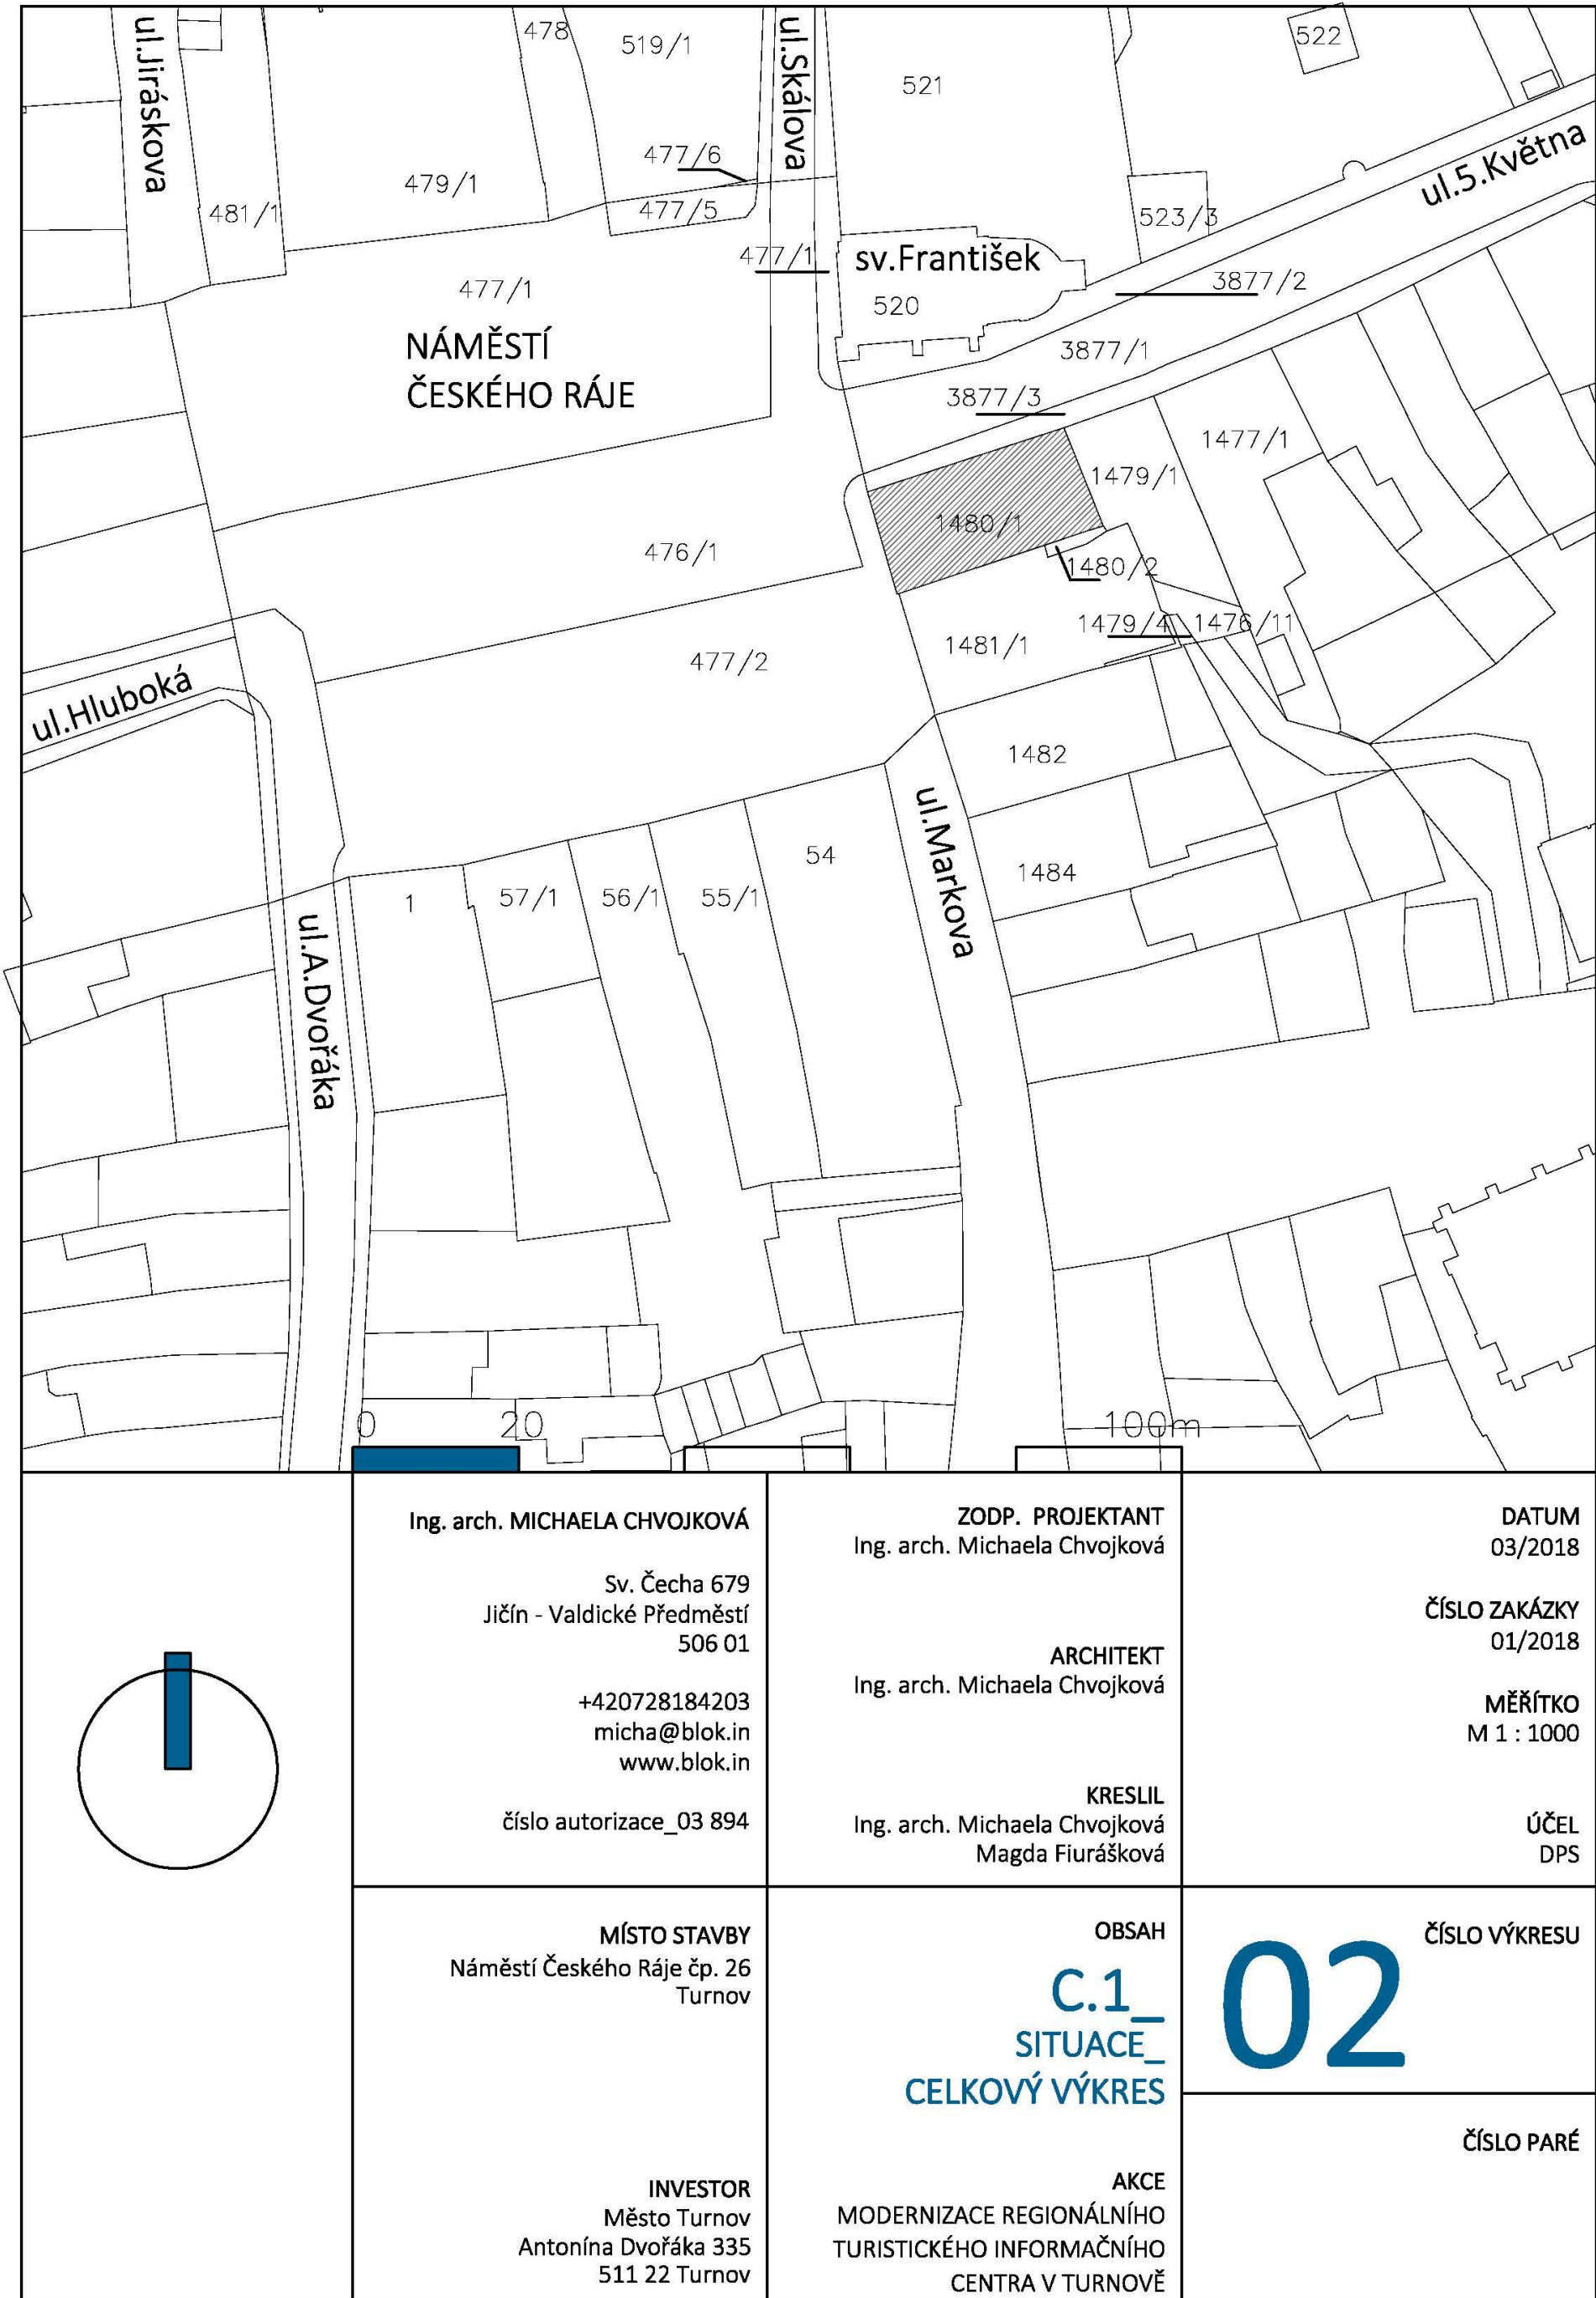 ul.Jiráskova
478
519/1
ul.Skálova
521
522
477/6
479/1
481/1
477/5
523/3
ul.5.Května
477/1
sv.František
477/1
520
3877/2
NÁMĚSTÍ
ČESKÉHO RÁJE
3877/1
3877/3
1477/1
1479/1
1480/1
476/1
1480/2
1479/4
1476/11
1481/1
477/2
ul.Hluboká
1482
ul.Markova
54
1484
1
57/1
56/1
55/1
ul.A.Dvořáka
0
20
100m
Ing. arch. MICHAELA CHVOJKOVÁ
Sv. Čecha 679
Jičín - Valdické Předměstí
506 01
+420728184203
micha@blok.in
www.blok.in
číslo autorizace_03 894
ZODP. PROJEKTANT
Ing. arch. Michaela Chvojková
ARCHITEKT
Ing. arch. Michaela Chvojková
KRESLIL
Ing. arch. Michaela Chvojková
Magda Fiurášková
DATUM
03/2018
ČÍSLO ZAKÁZKY
01/2018
MĚŘÍTKO
M 1 : 1000
ÚČEL
DPS
MÍSTO STAVBY
Náměstí Českého Ráje čp. 26
Turnov
INVESTOR
Město Turnov
Antonína Dvořáka 335
511 22 Turnov
OBSAH
C.1_
SITUACE_
CELKOVÝ VÝKRES
AKCE
MODERNIZACE REGIONÁLNÍHO
TURISTICKÉHO INFORMAČNÍHO
CENTRA V TURNOVĚ
ČÍSLO VÝKRESU
02
ČÍSLO PARÉ